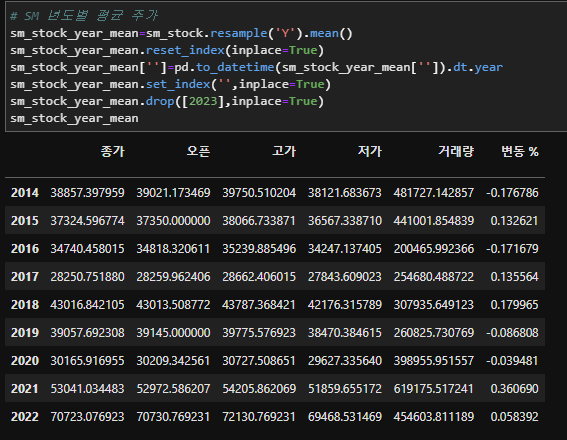 # SM 년도별 평균 주가
sm_stock_year_mean=sm_stock.resample('Y').mean()
sm_stock_year_mean.reset_index(inplace=True)
sm_stock_year_mean['']=pd.to_datetime(sm_stock_year_mean['']).dt.year
sm_stock_year_mean.set_index('',inplace=True)
sm_stock_year_mean.drop([2023],inplace=True)
sm_stock_year_mean
종가 오픈 고가 저가 거래량 변동 %
2014 38857.397959 39021.173469 39750.510204 38121.683673 481727.142857 -0.176786
2015 37324.596774 37350.000000 38066.733871 36567.338710 441001.854839 0.132621
2016 34740.458015 34818.320611 35239.885496 34247.137405 200465.992366 -0.171679
2017 28250.751880 28259.962406 28662.406015 27843.609023 254680.488722 0.135564
2018 43016.842105 43013.508772 43787.368421 42176.315789 307935.649123 0.179965
2019 39057.692308 39145.000000 39775.576923 38470.384615 260825.730769 -0.086808
2020 30165.916955 30209.342561 30727.508651 29627.335640 398955.951557 -0.039481
2021 53041.034483 52972.586207 54205.862069 51859.655172 619175.517241 0.360690
2022 70723.076923 70730.769231 72130.769231 69468.531469 454603.811189 0.058392